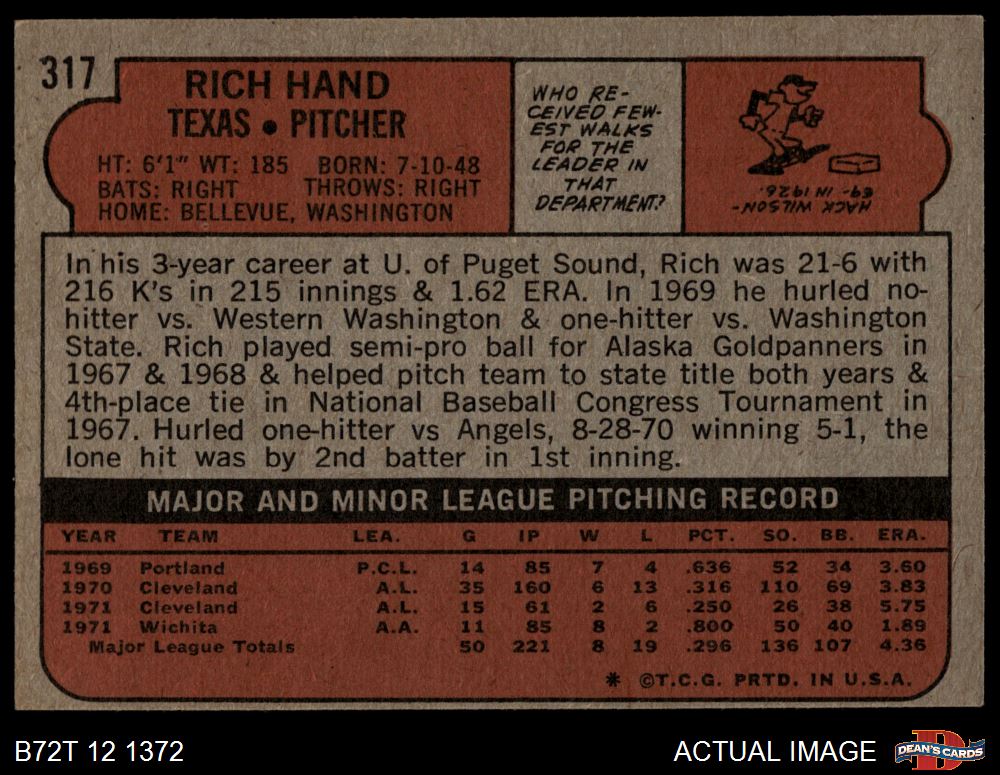 317
RICH HAND
TEXAS • PITCHER
HT: 6'1" WT: 185 BORN: 7-10-48
BATS: RIGHT THROWS: RIGHT
HOME: BELLEVUE, WASHINGTON
WHO RE-
CEIVED FEW-
EST WALKS
FOR THE
LEADER IN
THAT
DEPARTMENT?
HACK WILSON-
69- IN 1926.
In his 3-year career at U. of Puget Sound, Rich was 21-6 with
216 K's in 215 innings & 1.62 ERA. In 1969 he hurled no-
hitter vs. Western Washington & one-hitter vs. Washington
State. Rich played semi-pro ball for Alaska Goldpanners in
1967 & 1968 & helped pitch team to state title both years &
4th-place tie in National Baseball Congress Tournament in
1967. Hurled one-hitter vs Angels, 8-28-70 winning 5-1, the
lone hit was by 2nd batter in 1st inning.
MAJOR AND MINOR LEAGUE PITCHING RECORD
YEAR TEAM LEA. G IP W L PCT. SO. BB. ERA.
1969 Portland P.C.L. 14 85 7 4 .636 52 34 3.60
1970 Cleveland A.L. 35 160 6 13 .316 110 69 3.83
1971 Cleveland A.L. 15 61 2 6 .250 26 38 5.75
1971 Wichita A.A. 11 85 8 2 .800 50 40 1.89
Major League Totals 50 221 8 19 .296 136 107 4.36
* ©T.C.G. PRTD. IN U.S.A.
B72T 12 1372
ACTUAL IMAGE
D
DEAN'S CARDS